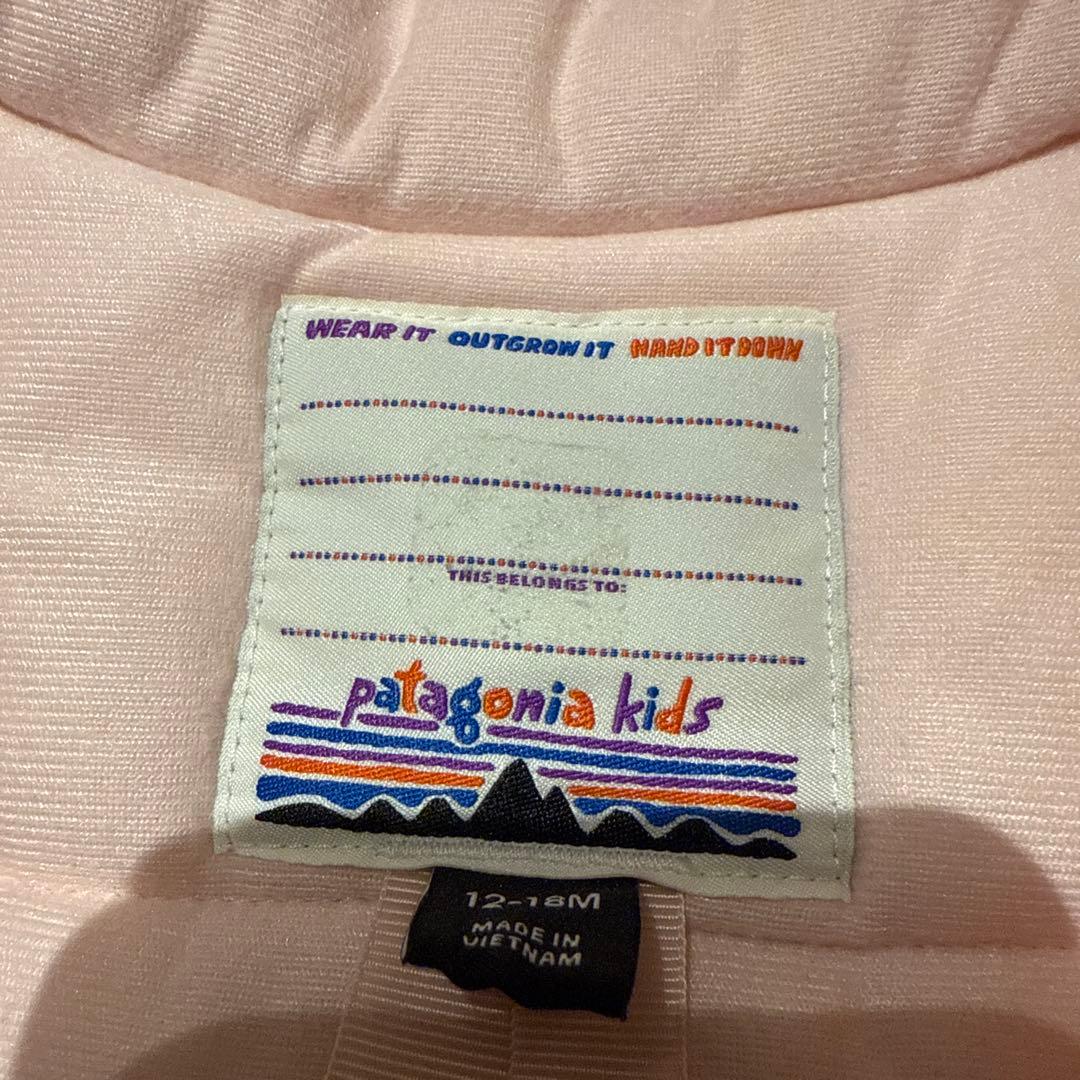 WEAR IT OUTGROW IT HAND IT DOWN
THIS BELONGS TO:
patagonia kids
12-18M
MADE IN
VIETNAM